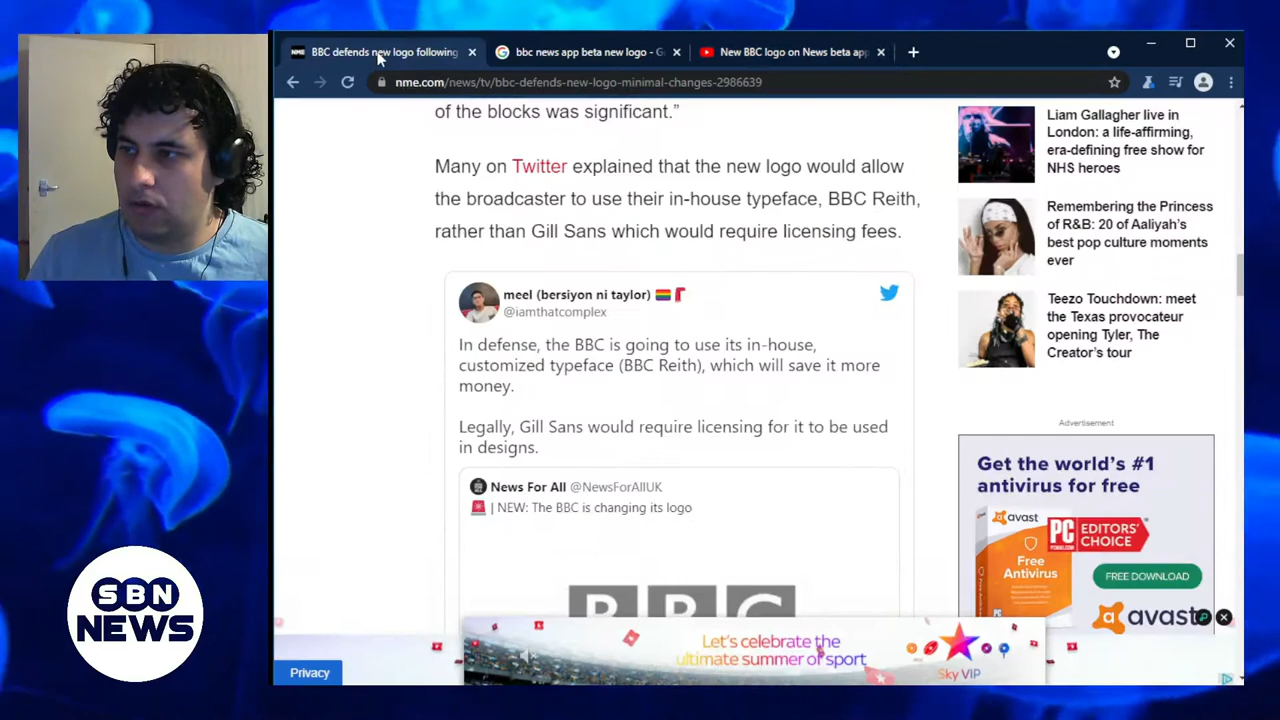 BBC defends new logo following
bbc news app beta new logo - G
New BBC logo on News beta app
nme.com/news/tv/bbc-defends-new-logo-minimal-changes-2986639
of the blocks was significant.”
Many on Twitter explained that the new logo would allow
the broadcaster to use their in-house typeface, BBC Reith,
rather than Gill Sans which would require licensing fees.
meel (bersiyon ni taylor)
@iamthatcomplex
In defense, the BBC is going to use its in-house,
customized typeface (BBC Reith), which will save it more
money.
Legally, Gill Sans would require licensing for it to be used
in designs.
News For All @NewsForAllUK
| NEW: The BBC is changing its logo
BBC
Liam Gallagher live in
London: a life-affirming,
era-defining free show for
NHS heroes
Remembering the Princess
of R&B: 20 of Aaliyah’s
best pop culture moments
ever
Teezo Touchdown: meet
the Texas provocateur
opening Tyler, The
Creator’s tour
Advertisement
Get the world’s #1
antivirus for free
avast
Free
Antivirus
PC
EDITORS’
CHOICE
FREE DOWNLOAD
avast
Let’s celebrate the
ultimate summer of sport
Sky VIP
Privacy
SBN
NEWS